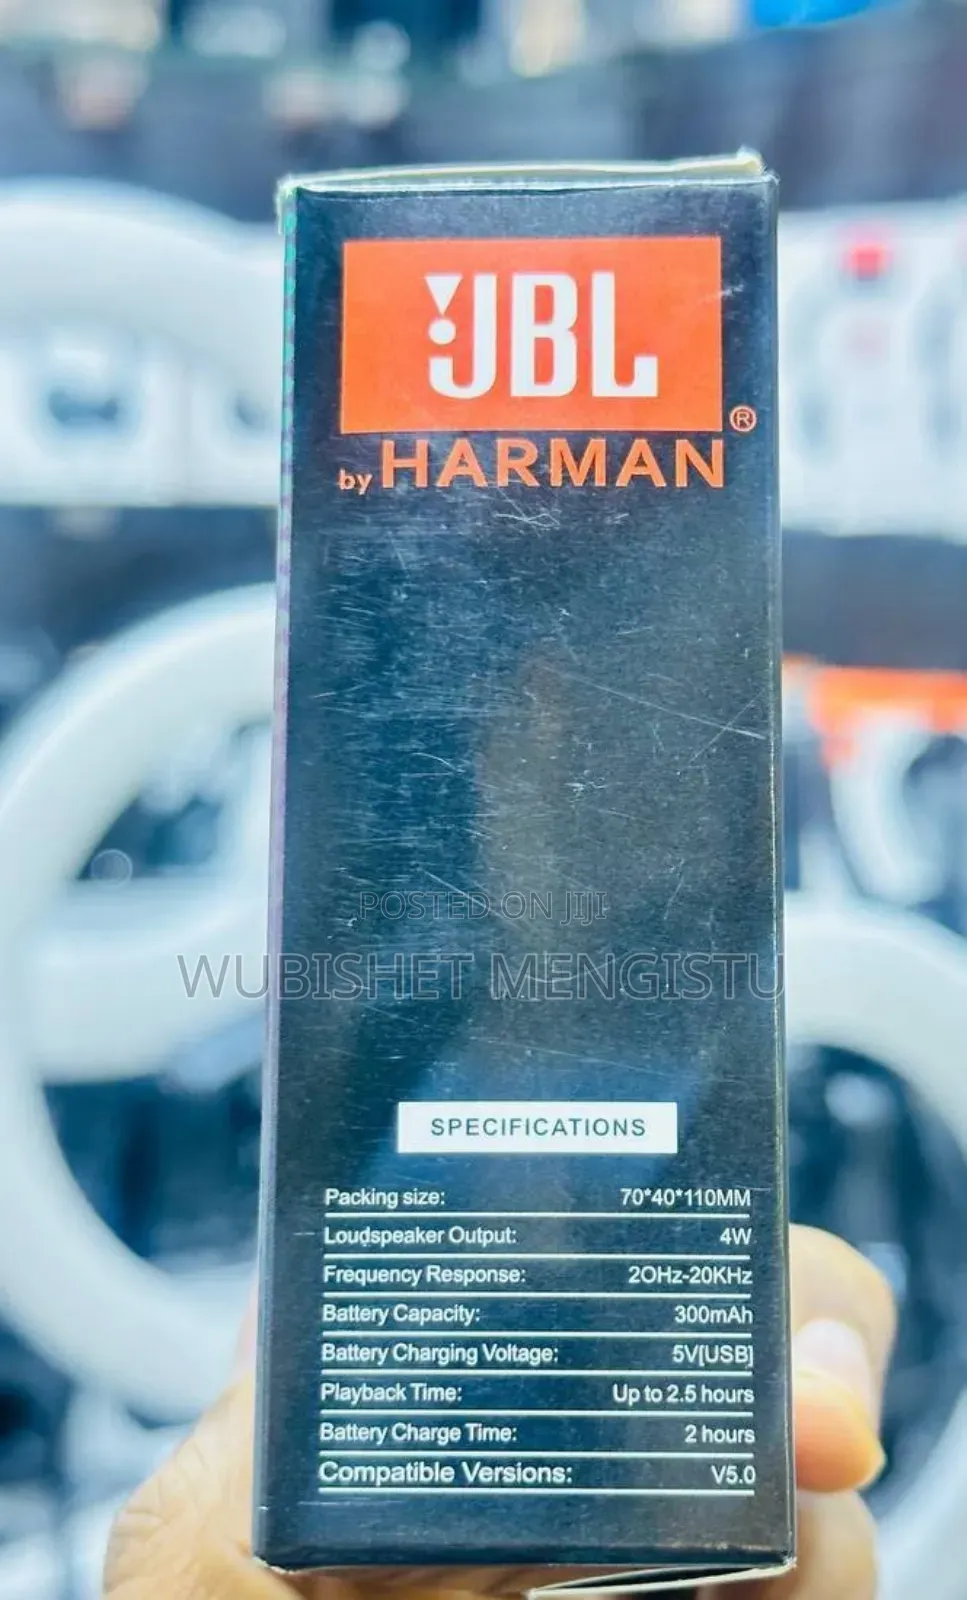 JBL
®
by HARMAN
POSTED ON JIJI
WUBISHET MENGISTU
SPECIFICATIONS
Packing size: 70*40*110MM
Loudspeaker Output: 4W
Frequency Response: 2OHz-20KHz
Battery Capacity: 300mAh
Battery Charging Voltage: 5V[USB]
Playback Time: Up to 2.5 hours
Battery Charge Time: 2 hours
Compatible Versions: V5.0